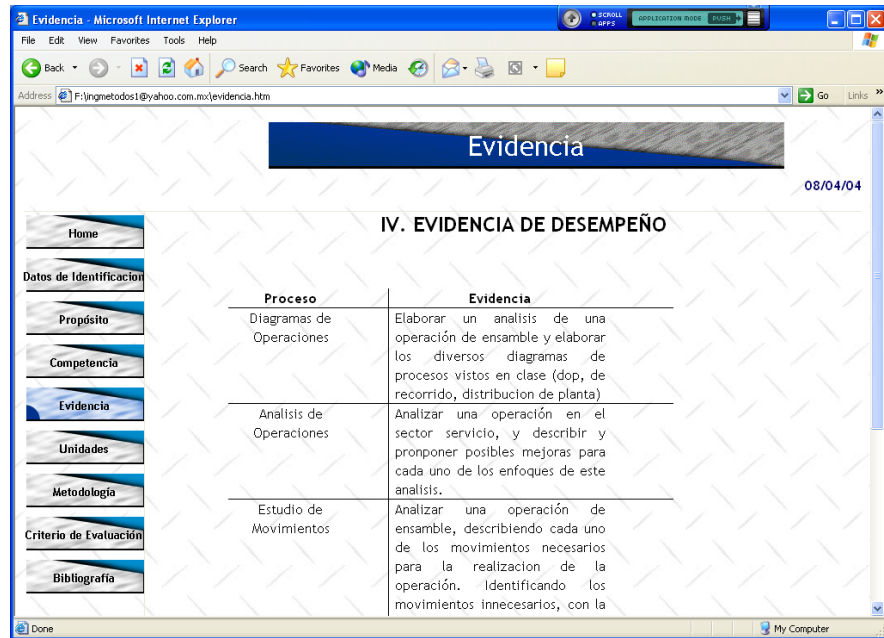 Evidencia - Microsoft Internet Explorer
SCROLL
APPS
APPLICATION MODE
PUSH
File Edit View Favorites Tools Help
Back Search Favorites Media
Address F:\ingmetodos1@yahoo.com.mx\evidencia.htm Go Links »
Evidencia
08/04/04
Home
Datos de Identificacion
Propósito
Competencia
Evidencia
Unidades
Metodología
Criterio de Evaluación
Bibliografía
IV. EVIDENCIA DE DESEMPEÑO
Proceso Evidencia
Diagramas de
Operaciones
Elaborar un analisis de una
operación de ensamble y elaborar
los diversos diagramas de
procesos vistos en clase (dop, de
recorrido, distribucion de planta)
Analisis de
Operaciones
Analizar una operación en el
sector servicio, y describir y
pronponer posibles mejoras para
cada uno de los enfoques de este
analisis.
Estudio de
Movimientos
Analizar una operación de
ensamble, describiendo cada uno
de los movimientos necesarios
para la realizacion de la
operación. Identificando los
movimientos innecesarios, con la
Done My Computer